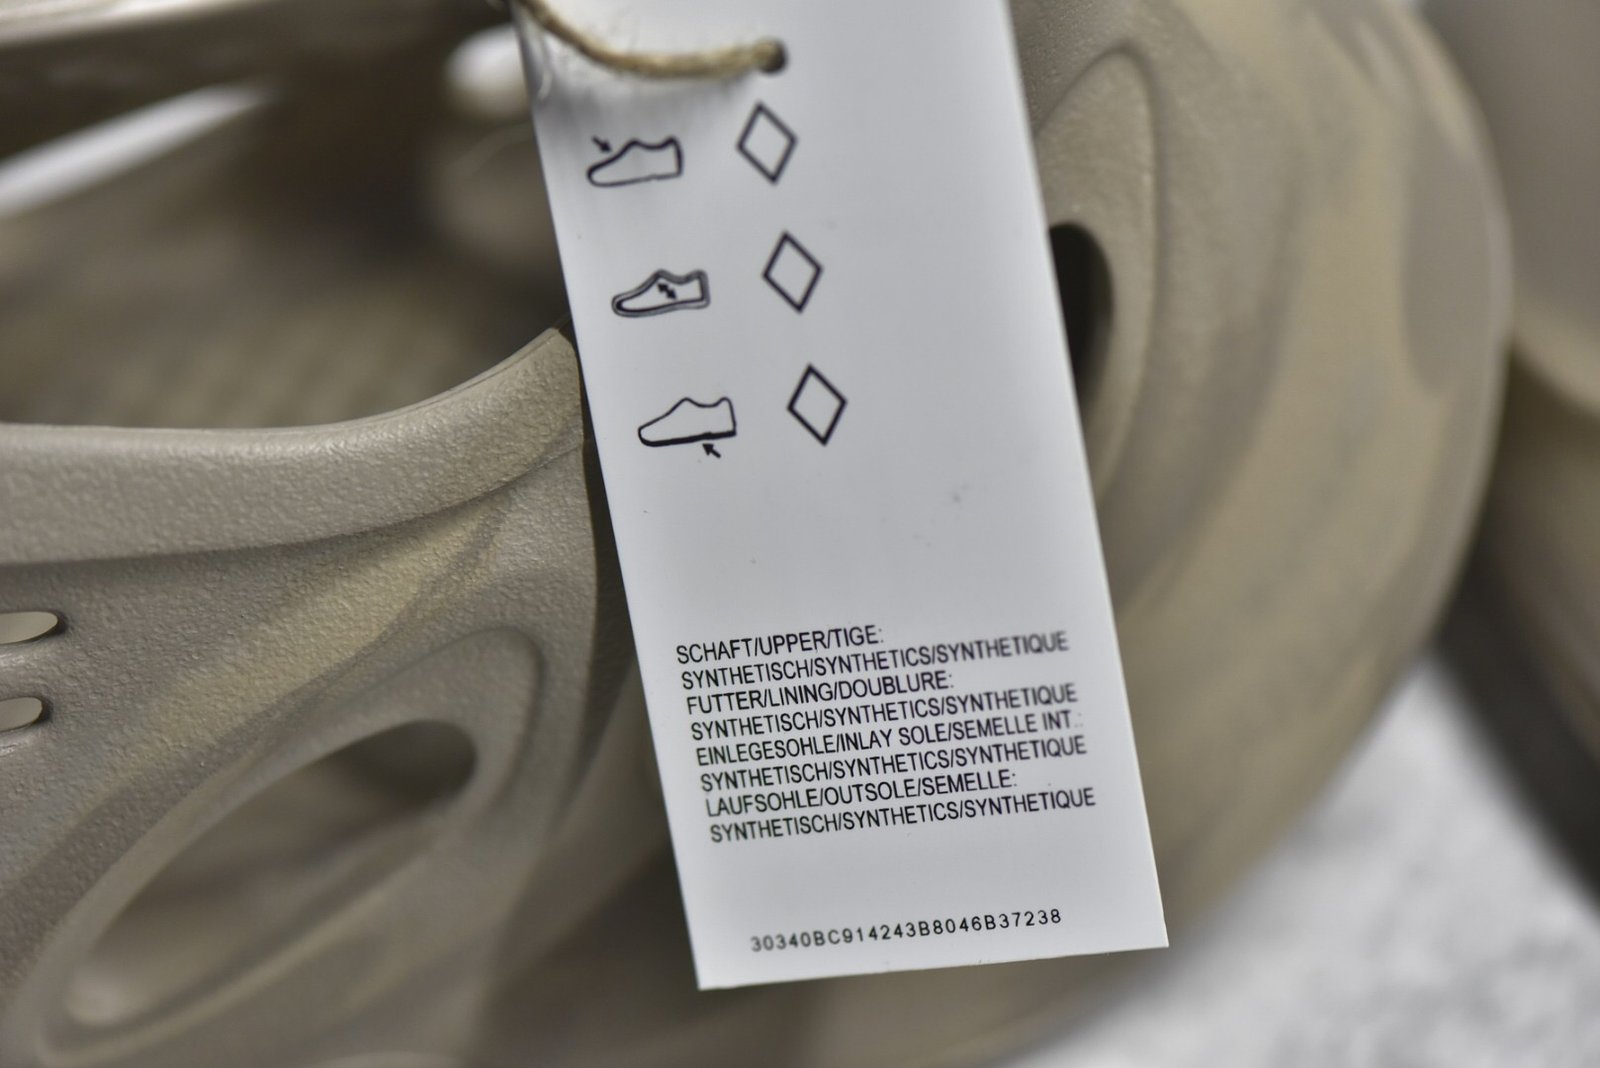 SCHAFT/UPPER/TIGE:
SYNTHETISCH/SYNTHETICS/SYNTHETIQUE
FUTTER/LINING/DOUBLURE:
SYNTHETISCH/SYNTHETICS/SYNTHETIQUE
EINLEGESOHLE/INLAY SOLE/SEMELLE INT.:
SYNTHETISCH/SYNTHETICS/SYNTHETIQUE
LAUFSOHLE/OUTSOLE/SEMELLE:
SYNTHETISCH/SYNTHETICS/SYNTHETIQUE
30340BC914243B8046B37238